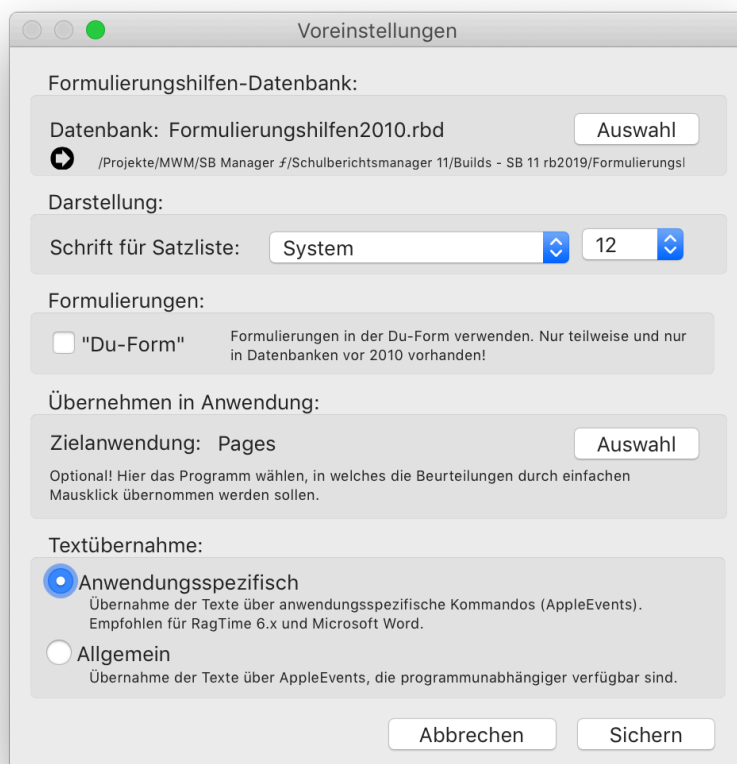 Voreinstellungen
Formulierungshilfen-Datenbank:
Datenbank: Formulierungshilfen2010.rbd
Auswahl
/Projekte/MWM/SB Manager ƒ/Schulberichtsmanager 11/Builds - SB 11 rb2019/Formulierungsl
Darstellung:
Schrift für Satzliste: System 12
Formulierungen:
"Du-Form"
Formulierungen in der Du-Form verwenden. Nur teilweise und nur
in Datenbanken vor 2010 vorhanden!
Übernehmen in Anwendung:
Zielanwendung: Pages
Auswahl
Optional! Hier das Programm wählen, in welches die Beurteilungen durch einfachen
Mausklick übernommen werden sollen.
Textübernahme:
Anwendungsspezifisch
Übernahme der Texte über anwendungsspezifische Kommandos (AppleEvents).
Empfohlen für RagTime 6.x und Microsoft Word.
Allgemein
Übernahme der Texte über AppleEvents, die programmunabhängiger verfügbar sind.
Abbrechen Sichern